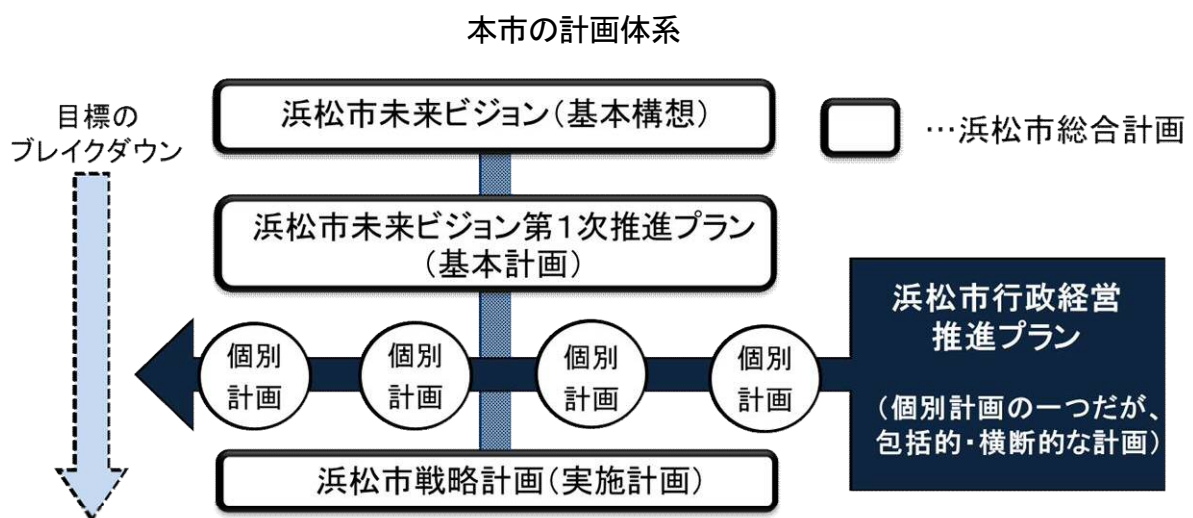 本市の計画体系
目標の
ブレイクダウン
浜松市未来ビジョン(基本構想)
…浜松市総合計画
浜松市未来ビジョン第1次推進プラン
(基本計画)
個別
計画
個別
計画
個別
計画
個別
計画
浜松市行政経営
推進プラン
(個別計画の一つだが、
包括的・横断的な計画)
浜松市戦略計画(実施計画)